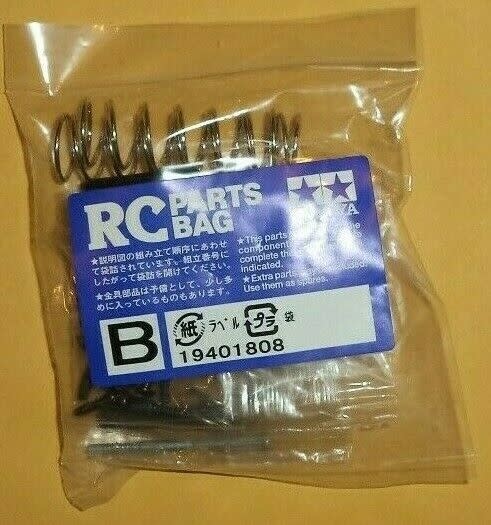 RC PARTS
BAG
★説明図の組み立て順序にあわせ
て袋詰されています。組立番号に
したがって袋詰を開けてください。
★金具部品は予備として、少し多
めに入っているものもあります。
★This parts
component
complete the
indicated.
★Extra parts
Use them as spares.
B
紙 ラベル プラ 袋
19401808